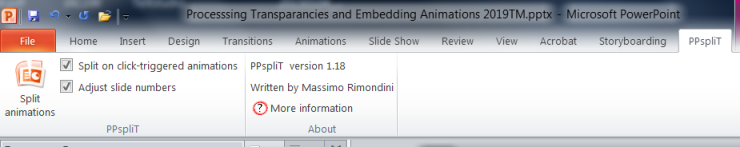 Processsing Transparancies and Embedding Animations 2019TM.pptx - Microsoft PowerPoint
File Home Insert Design Transitions Animations Slide Show Review View Acrobat Storyboarding PPspliT
Split on click-triggered animations PPspliT version 1.18
Adjust slide numbers Written by Massimo Rimondini
Split animations ? More information
PPspliT About